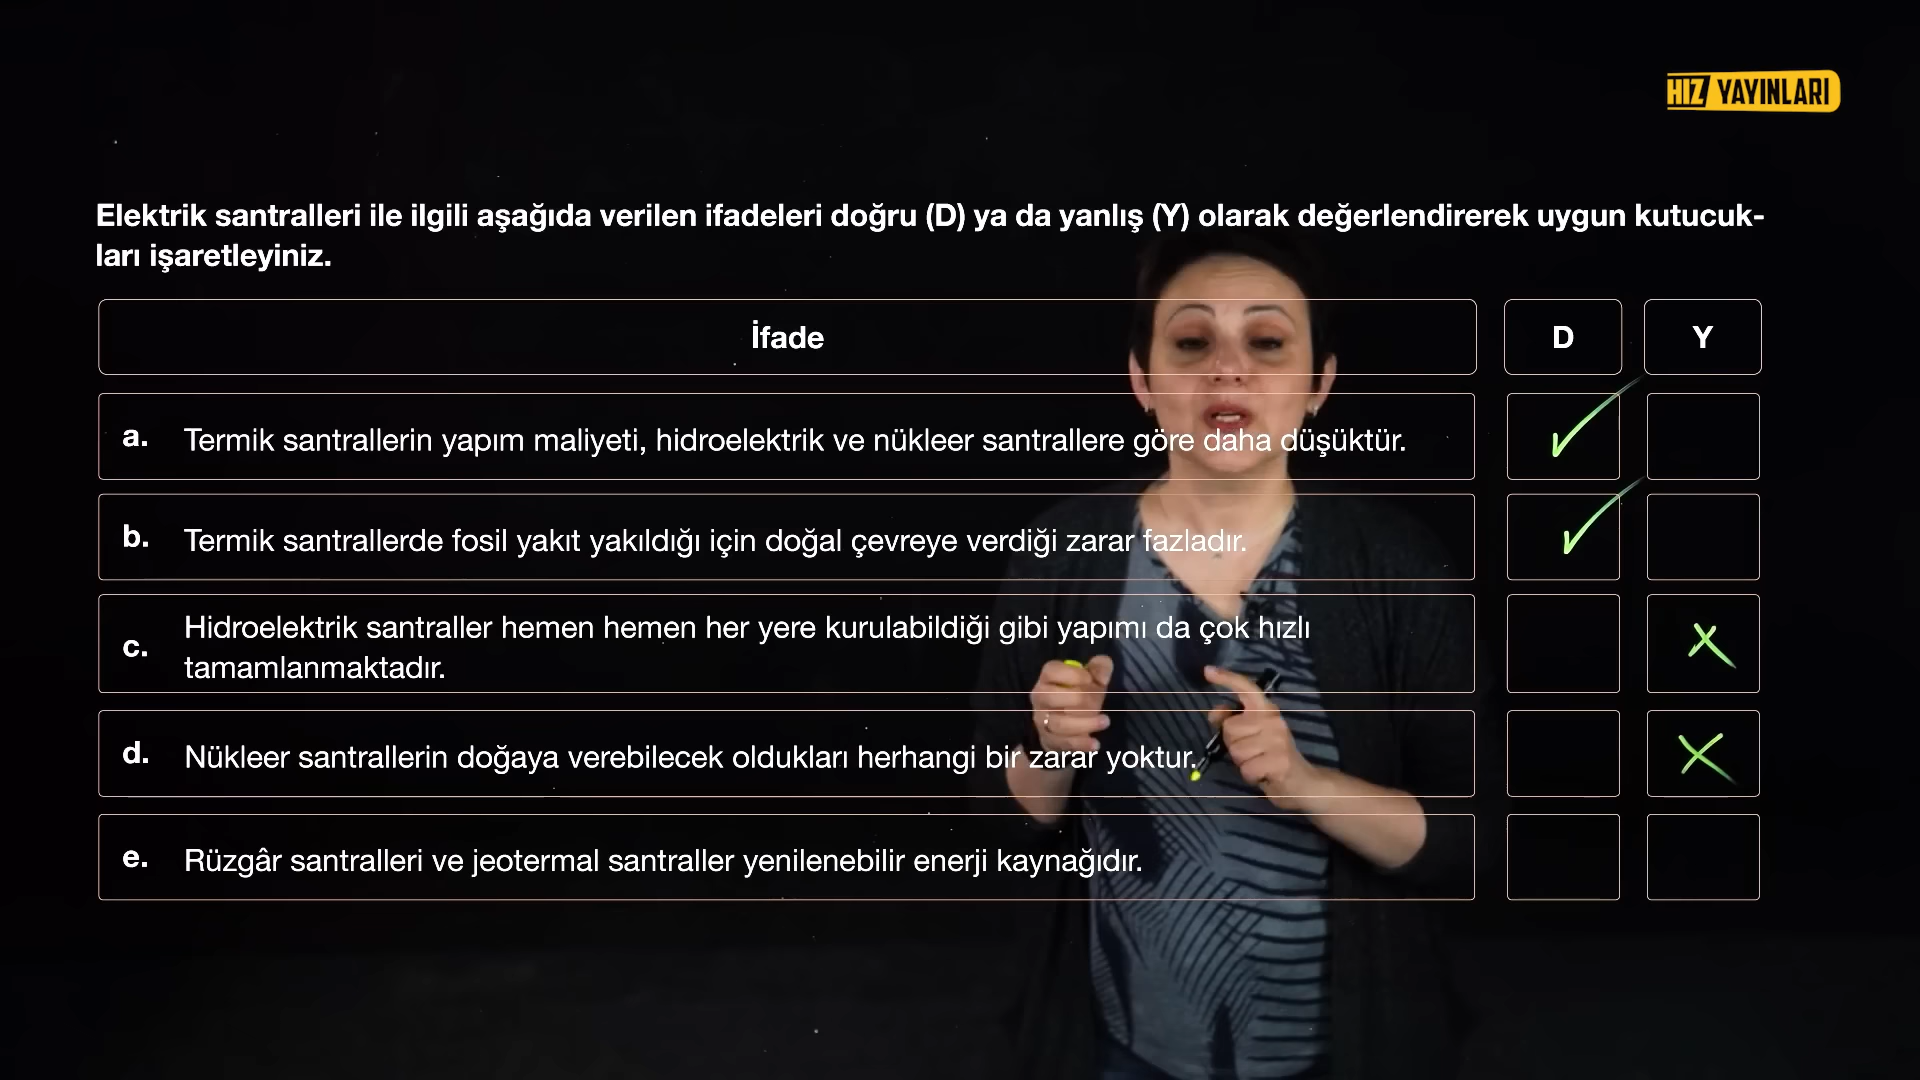 HIZ YAYINLARI
Elektrik santralleri ile ilgili aşağıda verilen ifadeleri doğru (D) ya da yanlış (Y) olarak değerlendirerek uygun kutucuk-
ları işaretleyiniz.
İfade D Y
a. Termik santrallerin yapım maliyeti, hidroelektrik ve nükleer santrallere göre daha düşüktür.
b. Termik santrallerde fosil yakıt yakıldığı için doğal çevreye verdiği zarar fazladır.
c. Hidroelektrik santraller hemen hemen her yere kurulabildiği gibi yapımı da çok hızlı
tamamlanmaktadır.
d. Nükleer santrallerin doğaya verebilecek oldukları herhangi bir zarar yoktur.
e. Rüzgâr santralleri ve jeotermal santraller yenilenebilir enerji kaynağıdır.